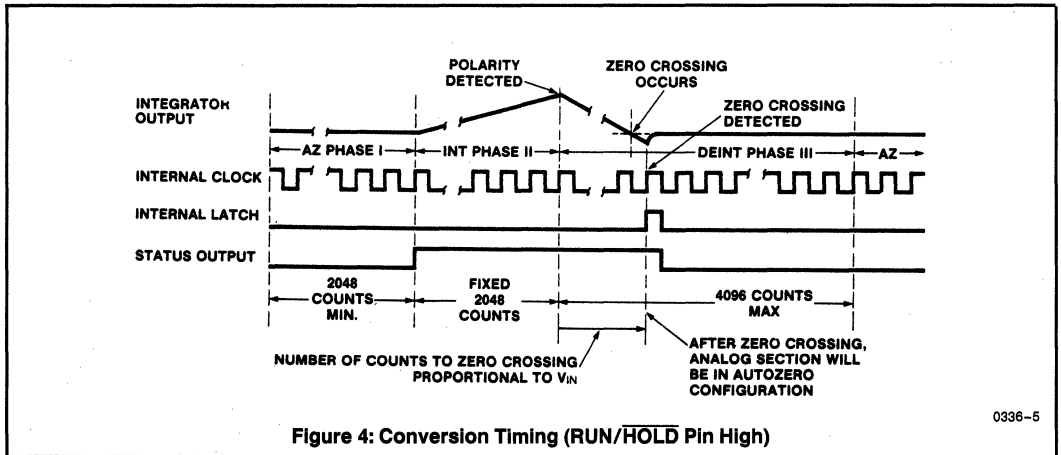 POLARITY
DETECTED
ZERO CROSSING
OCCURS
ZERO CROSSING
DETECTED
INTEGRATOR
OUTPUT
AZ PHASE I
INT PHASE II
DEINT PHASE III
AZ
INTERNAL CLOCK
INTERNAL LATCH
STATUS OUTPUT
2048
COUNTS
MIN.
FIXED
2048
COUNTS
4096 COUNTS
MAX
NUMBER OF COUNTS TO ZERO CROSSING
PROPORTIONAL TO VIN
AFTER ZERO CROSSING,
ANALOG SECTION WILL
BE IN AUTOZERO
CONFIGURATION
0336–5
Figure 4: Conversion Timing (RUN/HOLD Pin High)